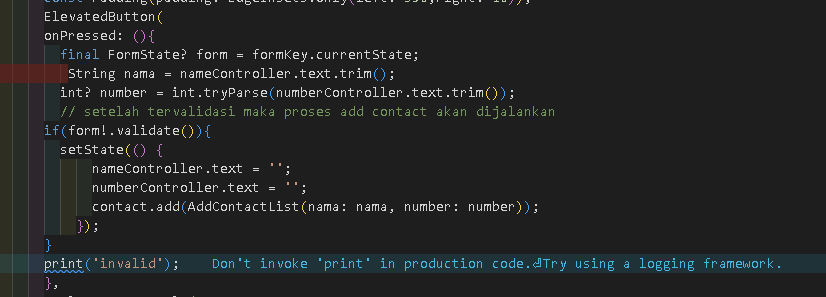 ElevatedButton(
onPressed: (){
final FormState? form = formKey.currentState;
String nama = nameController.text.trim();
int? number = int.tryParse(numberController.text.trim());
// setelah tervalidasi maka proses add contact akan dijalankan
if(form!.validate()){
setState(() {
nameController.text = '';
numberController.text = '';
contact.add(AddContactList(nama: nama, number: number));
});
}
print('invalid'); Don't invoke 'print' in production code.⏎Try using a logging framework.
},